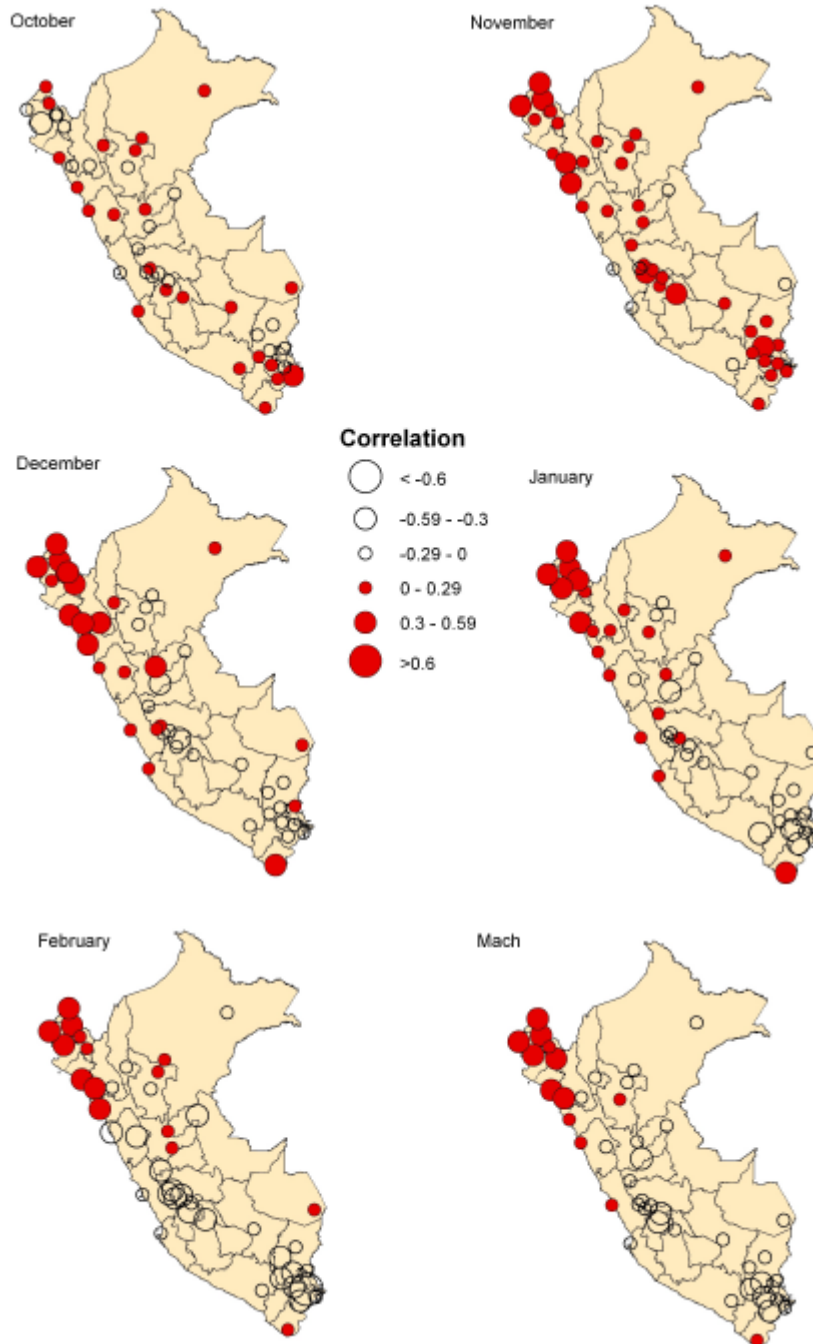 October
November
Correlation
< -0.6
-0.59 - -0.3
-0.29 - 0
0 - 0.29
0.3 - 0.59
>0.6
December
January
February
Mach